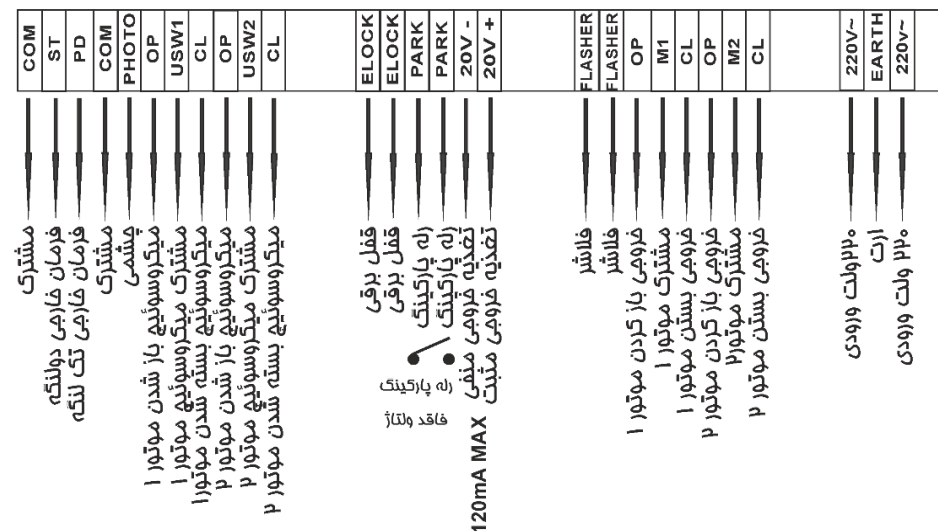 COM
ST
PD
COM
PHOTO
OP
USW1
CL
OP
USW2
CL
ELOCK
ELOCK
PARK
PARK
20V -
20V +
FLASHER
FLASHER
OP
M1
CL
OP
M2
CL
220V~
EARTH
220v~
مشترک
فرمان خارجی دولنگه
فرمان خارجی تک لنگه
مشترک
چشمی
میکروسوئیچ باز شدن موتور ۱
مشترک میکروسوئیچ موتور ۱
میکروسوئیچ بسته شدن موتور۱
میکروسوئیچ باز شدن موتور ۲
مشترک میکروسوئیچ موتور ۲
میکروسوئیچ بسته شدن موتور ۲
قفل برقی
قفل برقی
رله پارکینگ
رله پارکینگ
تغذیه خروجی منفی
تغذیه خروجی مثبت
120mA MAX
رله پارکینگ
فاقد ولتاژ
فلاشر
فلاشر
خروجی باز کردن موتور ۱
مشترک موتور ۱
خروجی بستن موتور ۱
خروجی باز کردن موتور ۲
مشترک موتور۲
خروجی بستن موتور ۲
۲۲۰ولت ورودی
ارت
۲۲۰ ولت ورودی